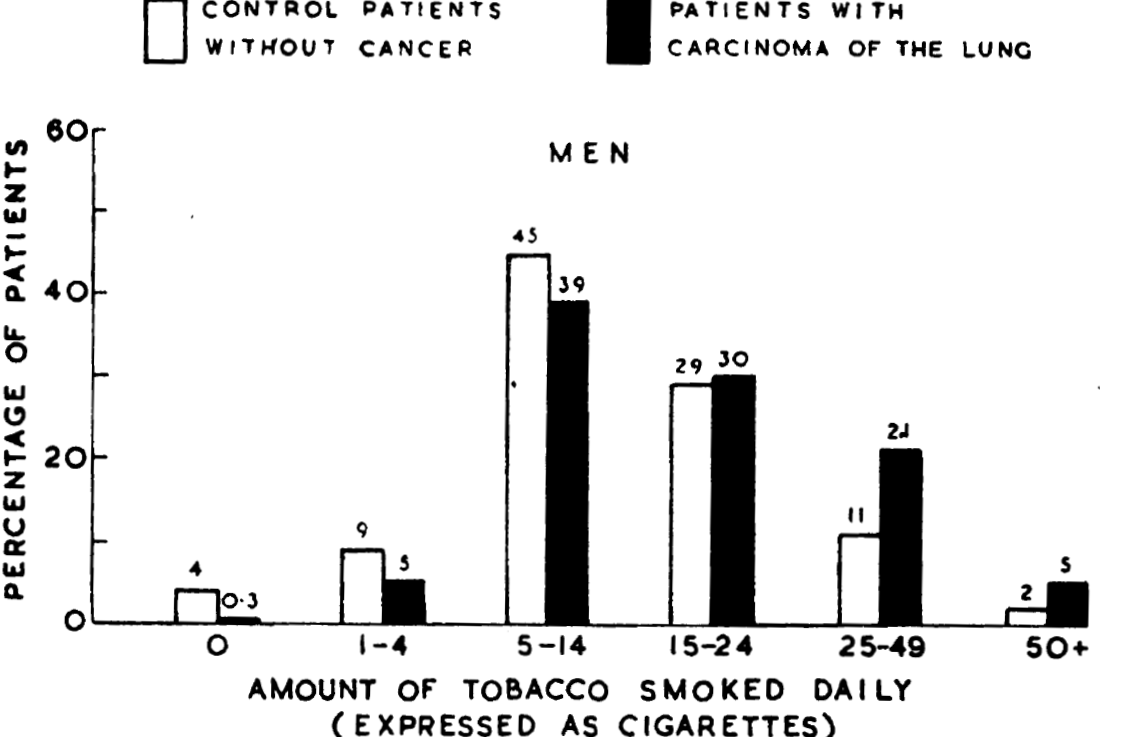 CONTROL PATIENTS
WITHOUT CANCER
PATIENTS WITH
CARCINOMA OF THE LUNG
PERCENTAGE OF PATIENTS
60
40
20
0
MEN
4
0.3
9
5
45
39
29
30
11
21
2
5
0
1-4
5-14
15-24
25-49
50+
AMOUNT OF TOBACCO SMOKED DAILY
(EXPRESSED AS CIGARETTES)